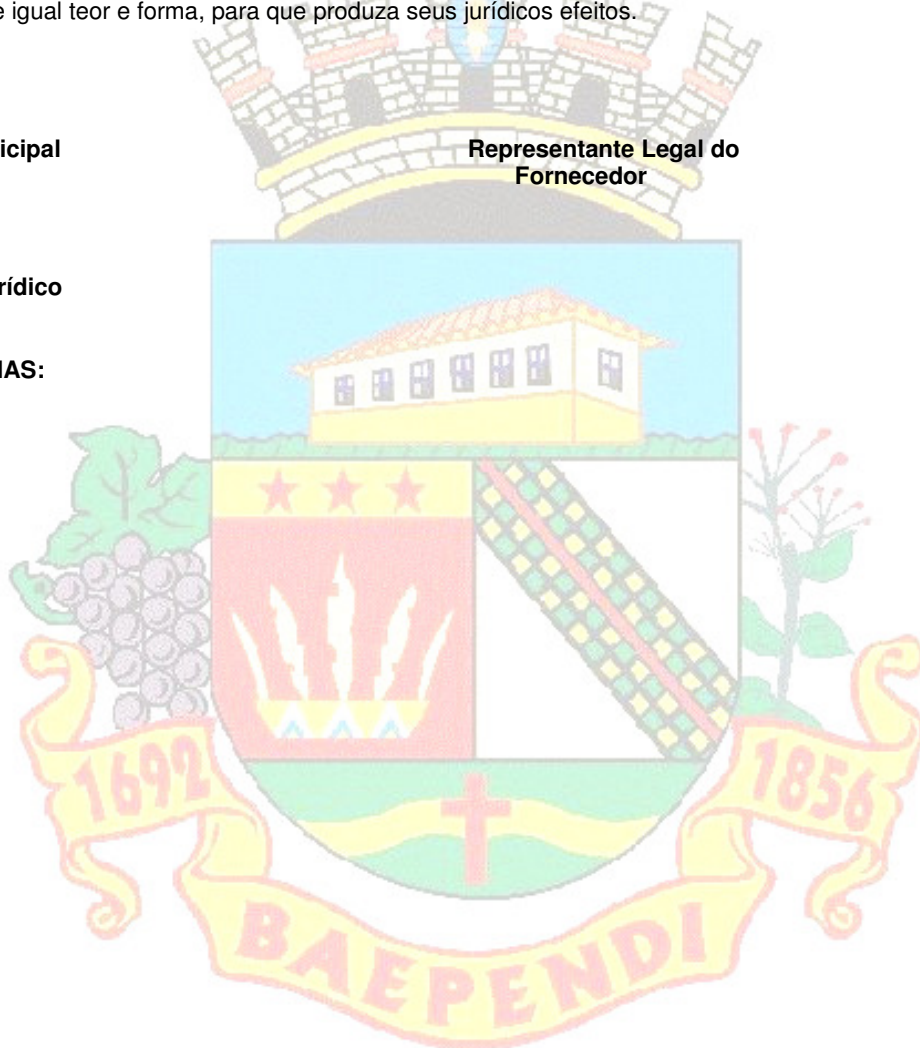 e igual teor e forma, para que produza seus jurídicos efeitos.
icipal
Representante Legal do
Fornecedor
rídico
IAS:
1692
1856
BAEPENDI